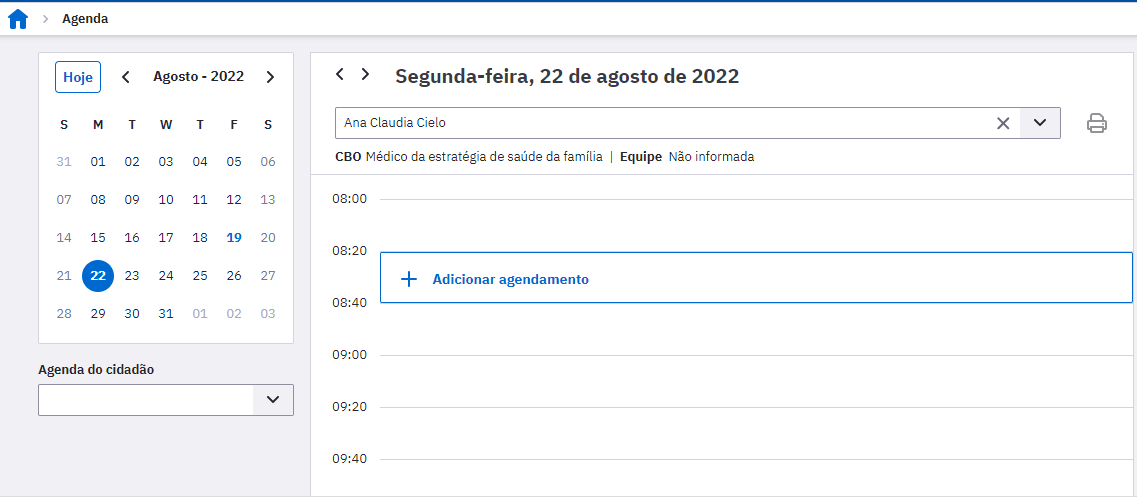 Agenda
Hoje
Agosto - 2022
S M T W T F S
31 01 02 03 04 05 06
07 08 09 10 11 12 13
14 15 16 17 18 19 20
21 22 23 24 25 26 27
28 29 30 31 01 02 03
Agenda do cidadão
Segunda-feira, 22 de agosto de 2022
Ana Claudia Cielo
CBO Médico da estratégia de saúde da família | Equipe Não informada
08:00
08:20
Adicionar agendamento
08:40
09:00
09:20
09:40